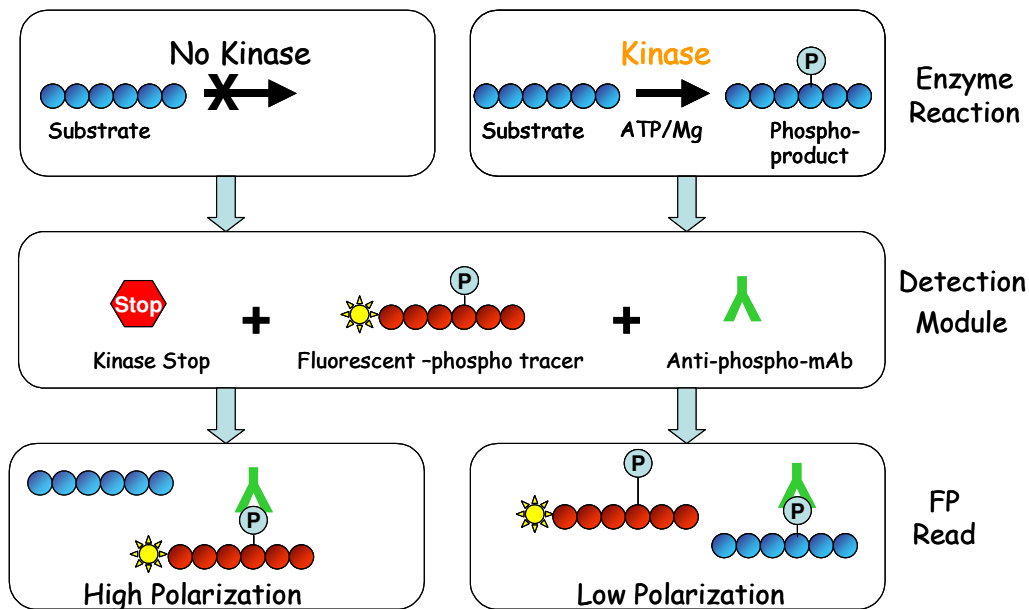 No Kinase
Substrate
Kinase
P
Substrate
ATP/Mg
Phospho-
product
Enzyme
Reaction
Stop
+
P
+
Kinase Stop
Fluorescent –phospho tracer
Anti-phospho-mAb
Detection
Module
P
High Polarization
P
P
Low Polarization
FP
Read